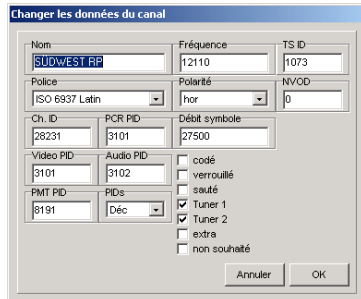 Changer les données du canal
Nom Fréquence TS ID
SÜDWEST RP 12110 1073
Police Polarité NVOD
ISO 6937 Latin hor 0
Ch. ID PCR PID Débit symbole
28231 3101 27500
Video PID Audio PID
3101 3102
PMT PID PIDs
8191 Déc
codé
verrouillé
sauté
Tuner 1
Tuner 2
extra
non souhaité
Annuler OK